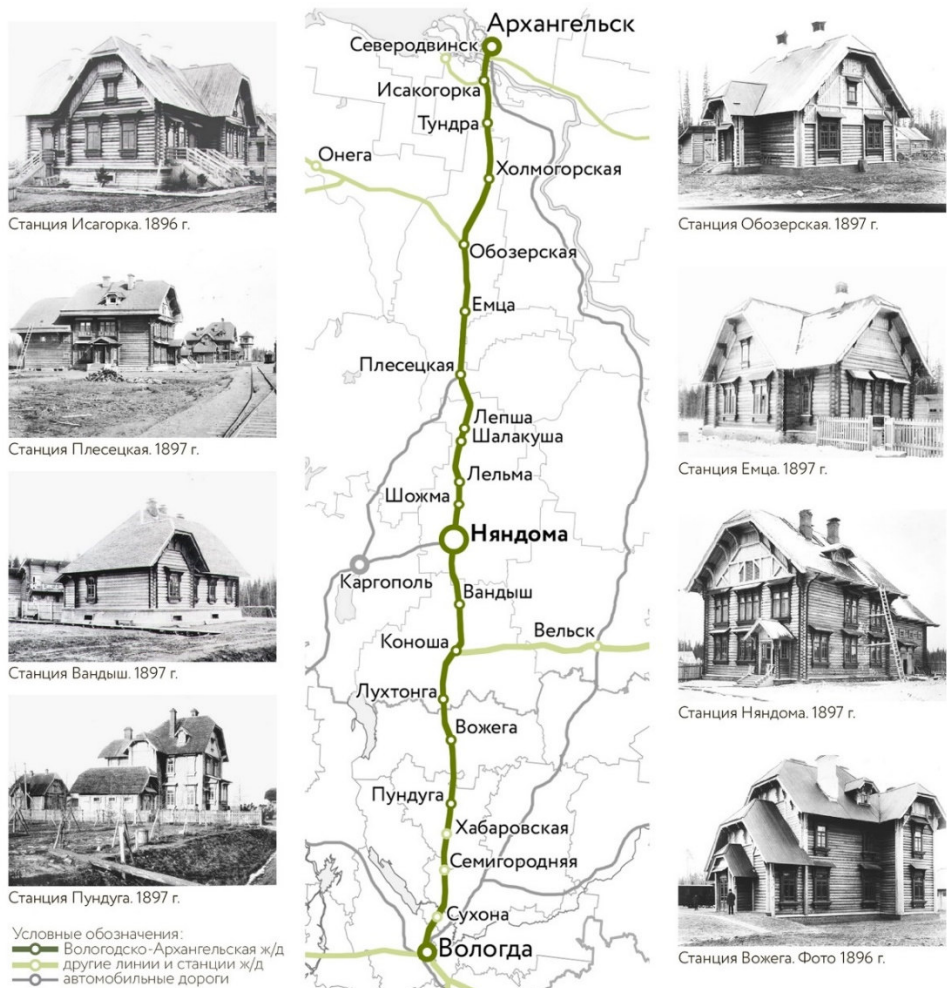 Станция Исагорка. 1896 г.
Станция Плесецкая. 1897 г.
Станция Вандыш. 1897 г.
Станция Пундуга. 1897 г.
Условные обозначения:
Вологодско-Архангельская ж/д
другие линии и станции ж/д
автомобильные дороги
Архангельск
Северодвинск
Исакогорка
Тундра
Онега
Холмогорская
Обозерская
Емца
Плесецкая
Лепша
Шалакуша
Лельма
Шожма
Няндома
Каргополь
Вандыш
Вельск
Коноша
Лухтонга
Вожега
Пундуга
Хабаровская
Семигородняя
Сухона
Вологда
Станция Обозерская. 1897 г.
Станция Емца. 1897 г.
Станция Няндома. 1897 г.
Станция Вожега. Фото 1896 г.